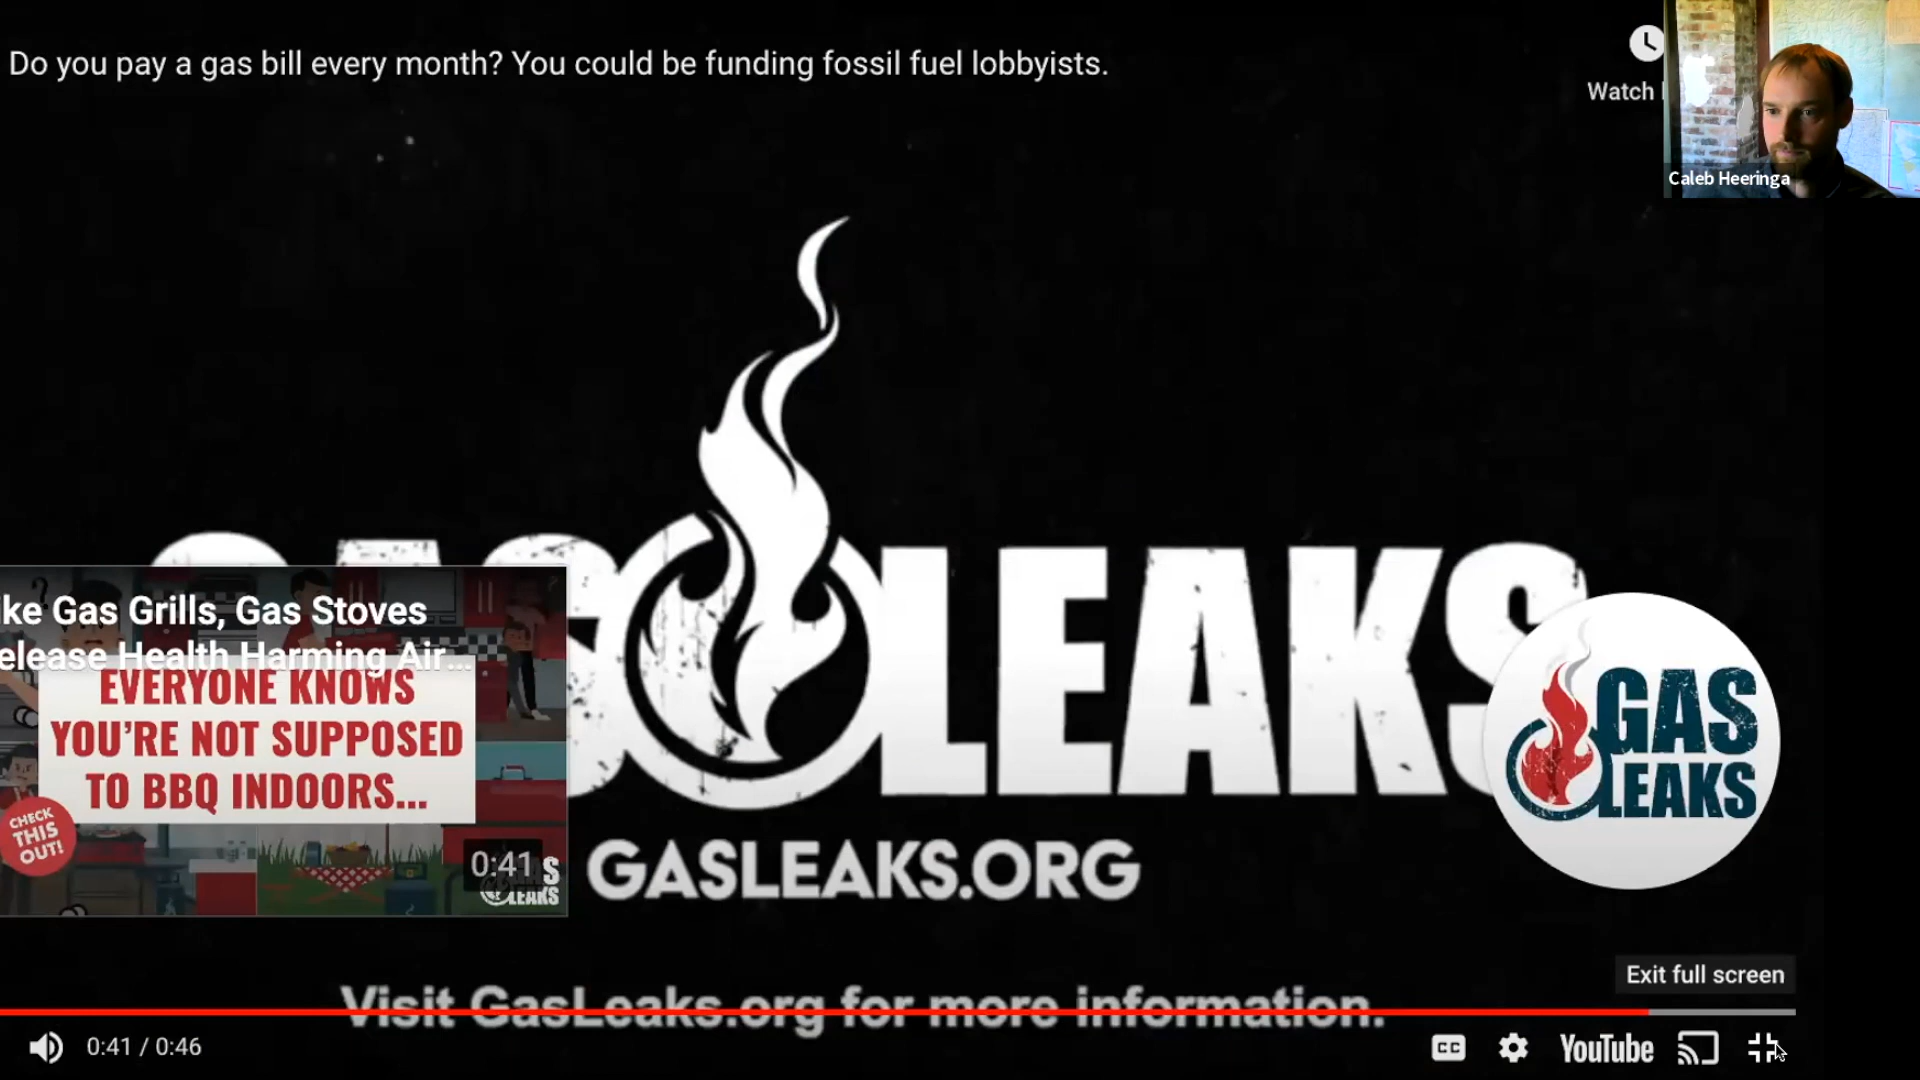 Do you pay a gas bill every month? You could be funding fossil fuel lobbyists.
Watch
Caleb Heeringa
GAS LEAKS
ke Gas Grills, Gas Stoves
elease Health Harming Air...
EVERYONE KNOWS
YOU'RE NOT SUPPOSED
TO BBQ INDOORS...
CHECK
THIS
OUT!
0:41
LEAKS
GAS
LEAKS
GASLEAKS.ORG
Exit full screen
Visit GasLeaks.org for more information.
0:41 / 0:46
CC
YouTube